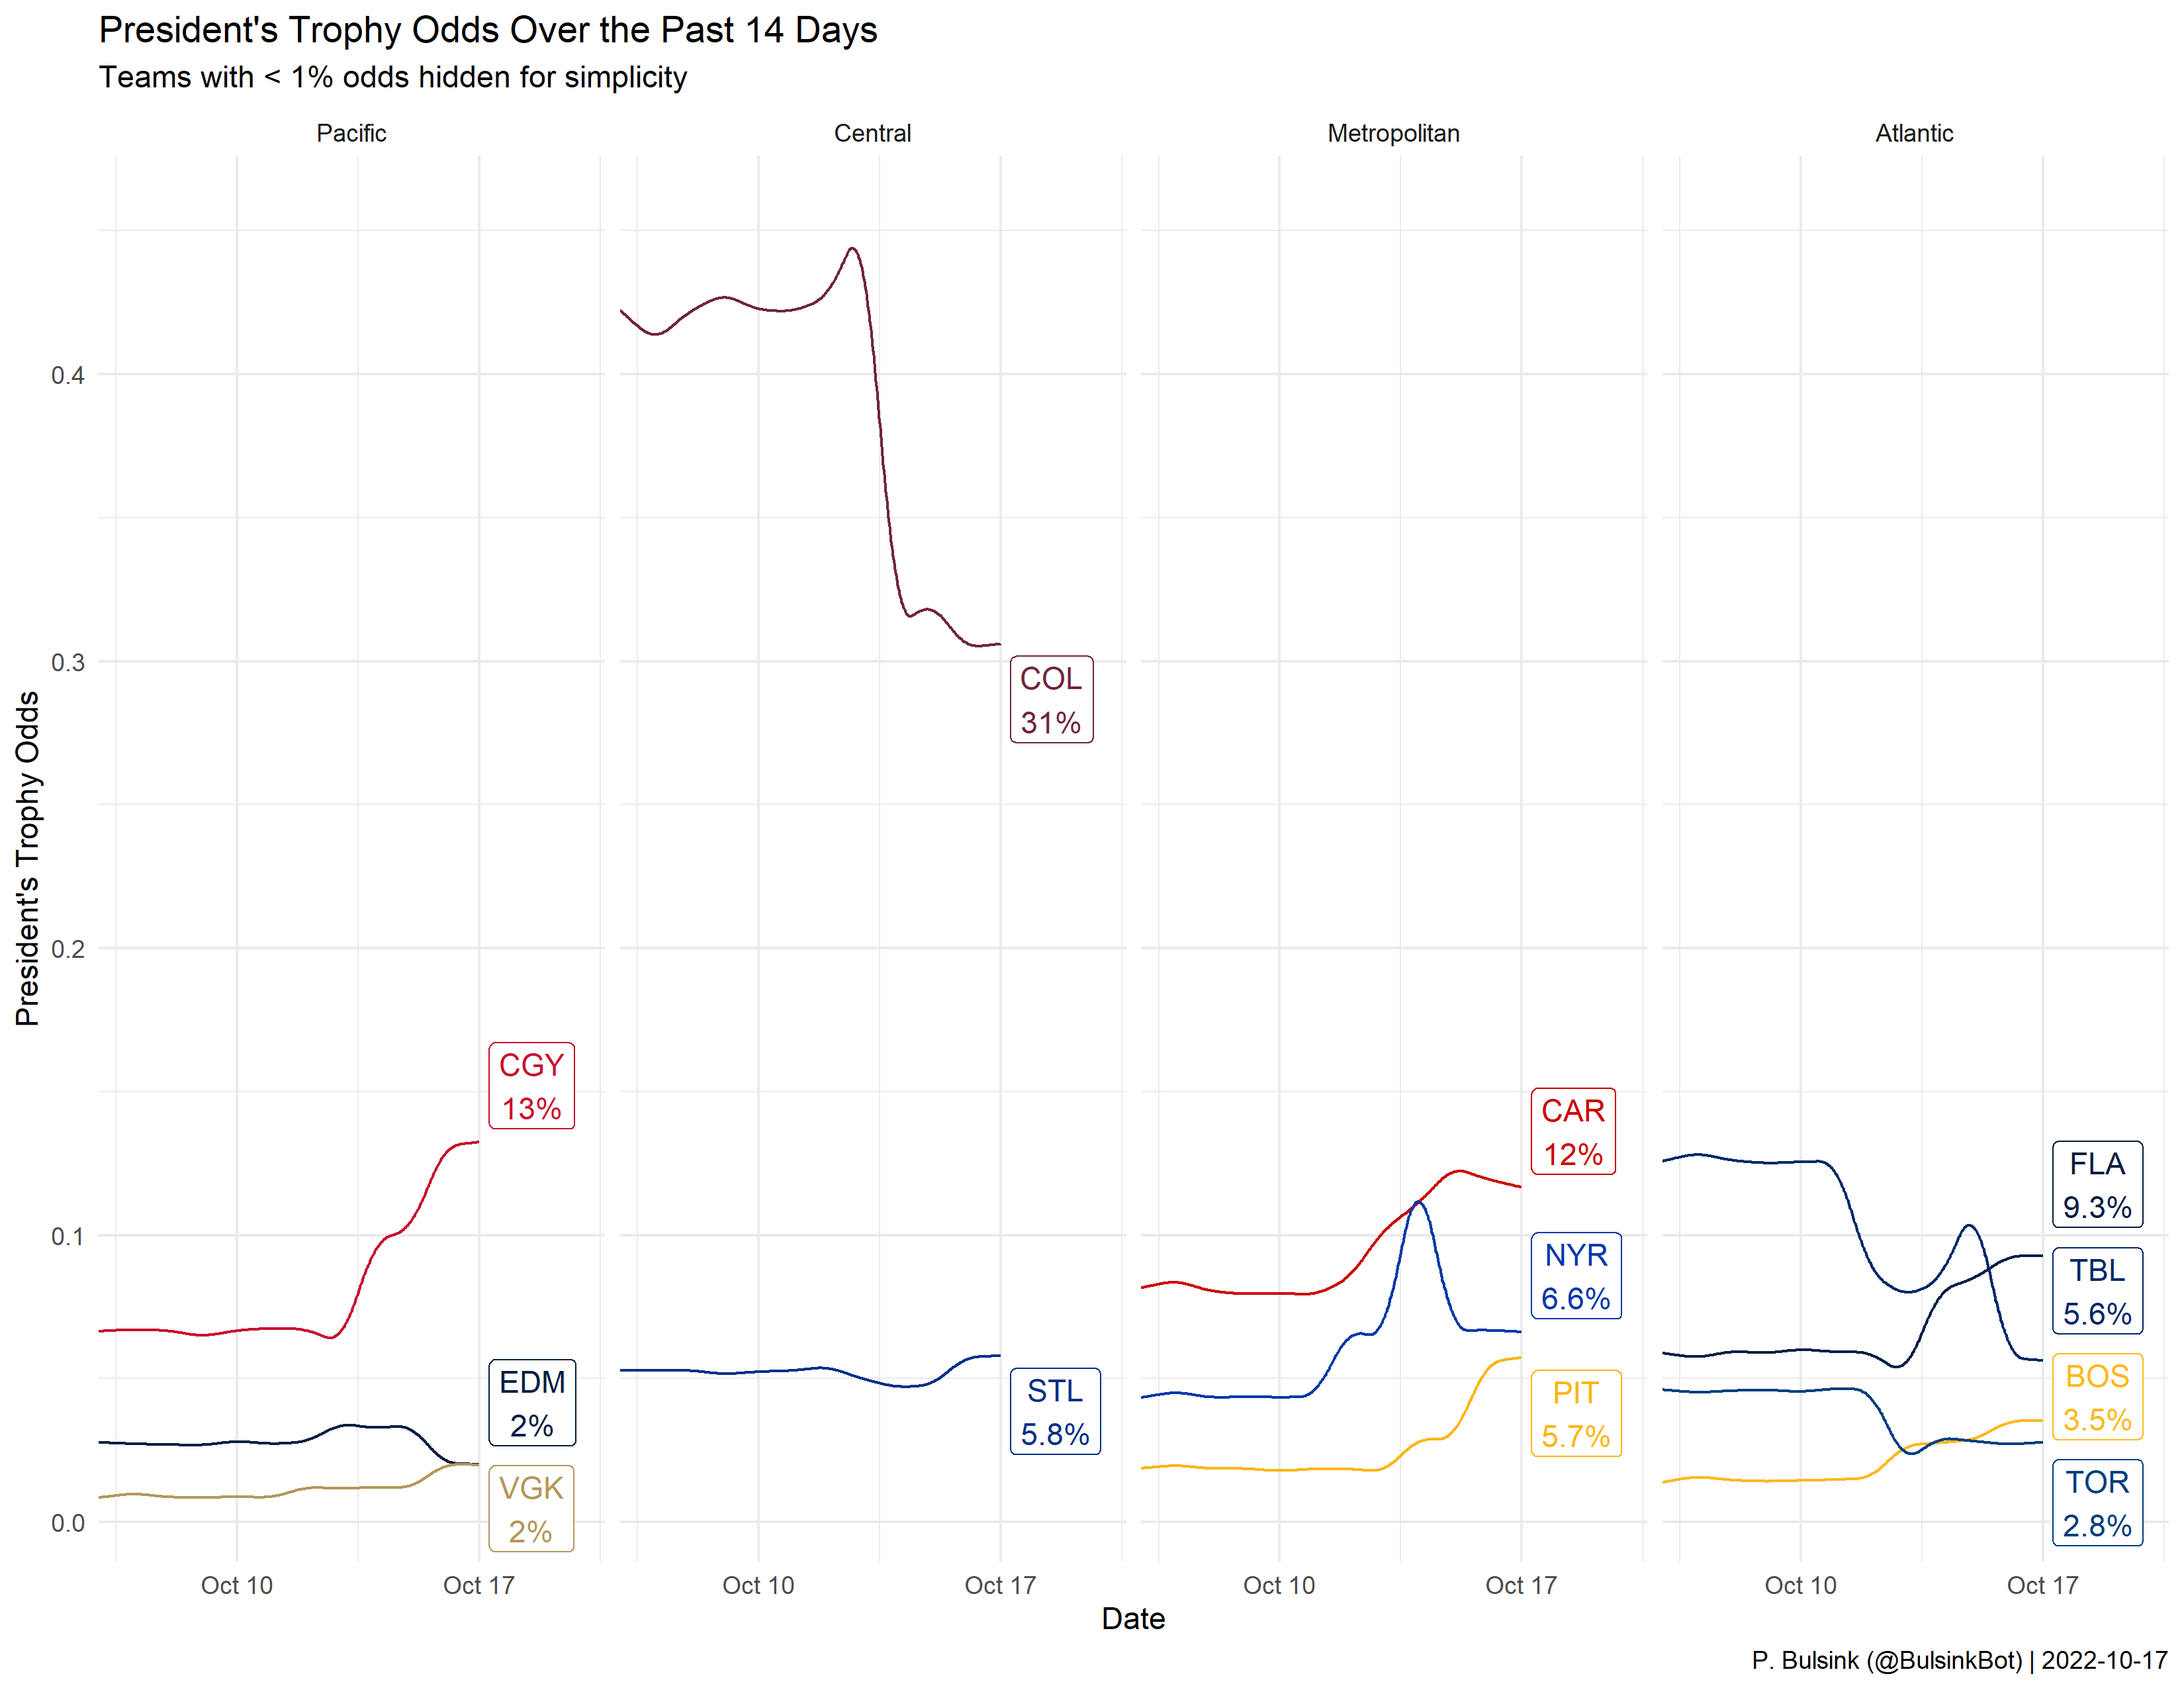 President's Trophy Odds Over the Past 14 Days
Teams with < 1% odds hidden for simplicity
Pacific
Central
Metropolitan
Atlantic
President's Trophy Odds
0.4
0.3
0.2
0.1
0.0
CGY
13%
EDM
2%
VGK
2%
COL
31%
STL
5.8%
CAR
12%
NYR
6.6%
PIT
5.7%
FLA
9.3%
TBL
5.6%
BOS
3.5%
TOR
2.8%
Oct 10
Oct 17
Oct 10
Oct 17
Oct 10
Oct 17
Oct 10
Oct 17
Date
P. Bulsink (@BulsinkBot) | 2022-10-17